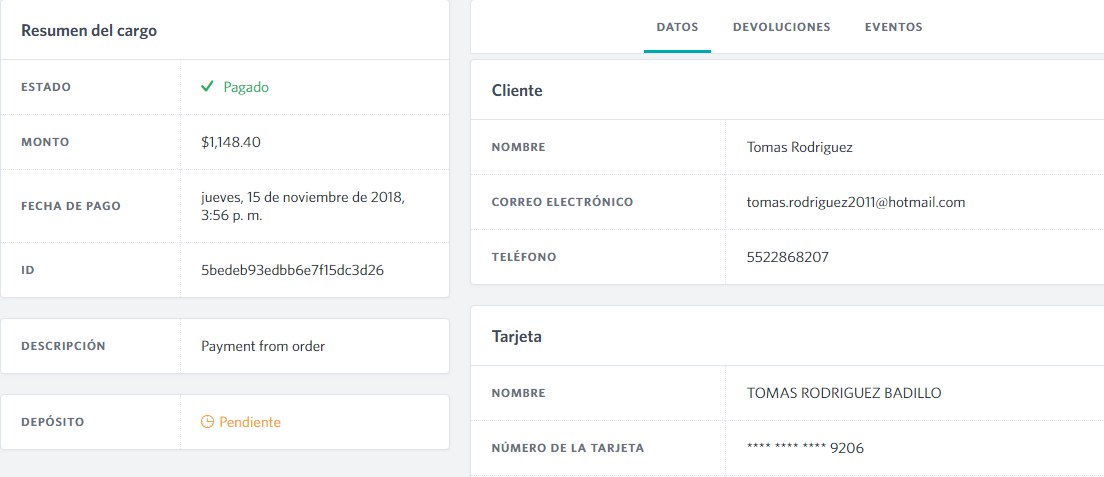 Resumen del cargo
ESTADO Pagado
MONTO $1,148.40
FECHA DE PAGO jueves, 15 de noviembre de 2018,
3:56 p. m.
ID 5bedeb93edbb6e7f15dc3d26
DESCRIPCIÓN Payment from order
DEPÓSITO Pendiente
DATOS DEVOLUCIONES EVENTOS
Cliente
NOMBRE Tomas Rodriguez
CORREO ELECTRÓNICO tomas.rodriguez2011@hotmail.com
TELÉFONO 5522868207
Tarjeta
NOMBRE TOMAS RODRIGUEZ BADILLO
NÚMERO DE LA TARJETA **** **** **** 9206